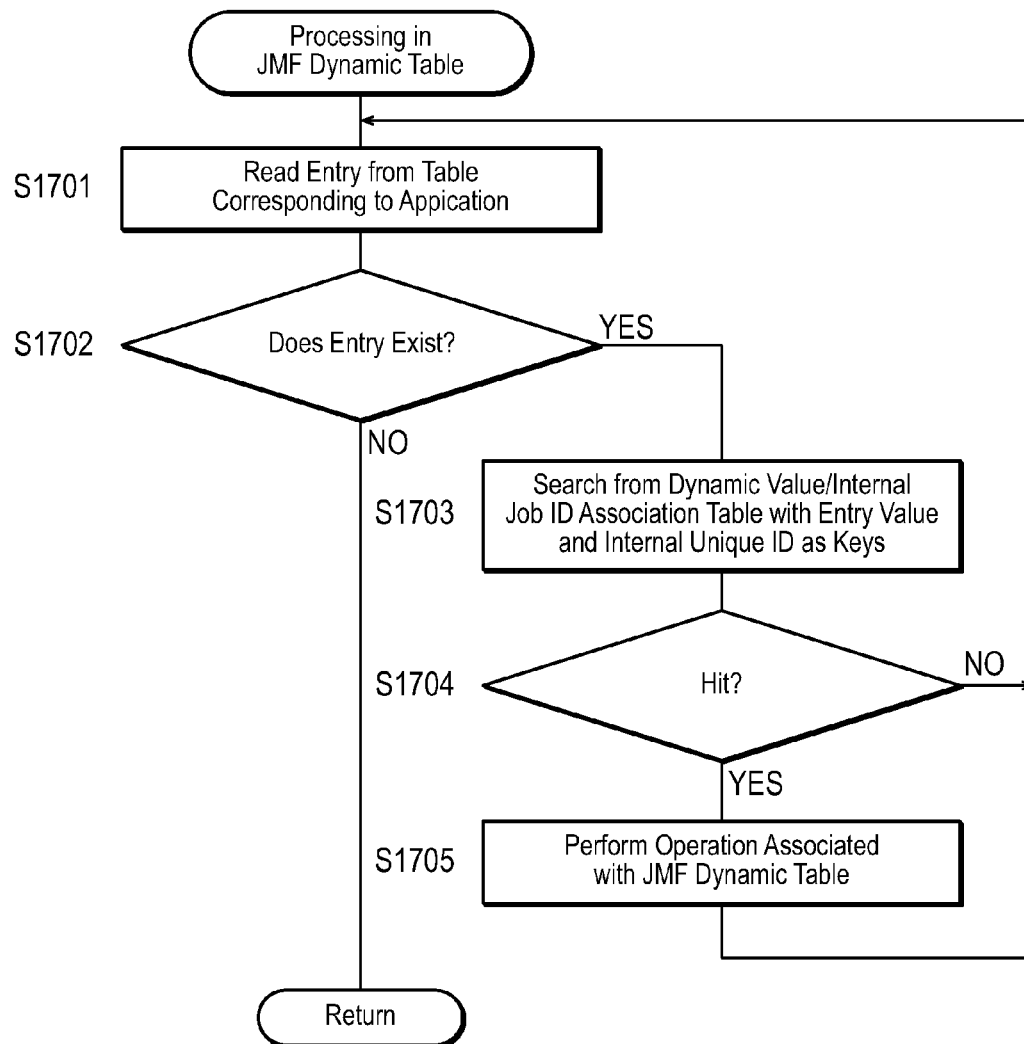 Processing in
JMF Dynamic Table
S1701
Read Entry from Table
Corresponding to Appication
S1702
Does Entry Exist?
YES
NO
S1703
Search from Dynamic Value/Internal
Job ID Association Table with Entry Value
and Internal Unique ID as Keys
S1704
Hit?
NO
YES
S1705
Perform Operation Associated
with JMF Dynamic Table
Return